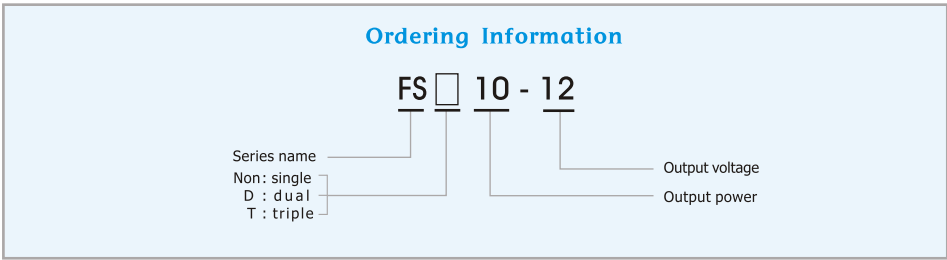 Ordering Information
FS□ 10 - 12
Series name
Non: single
D : dual
T : triple
Output voltage
Output power